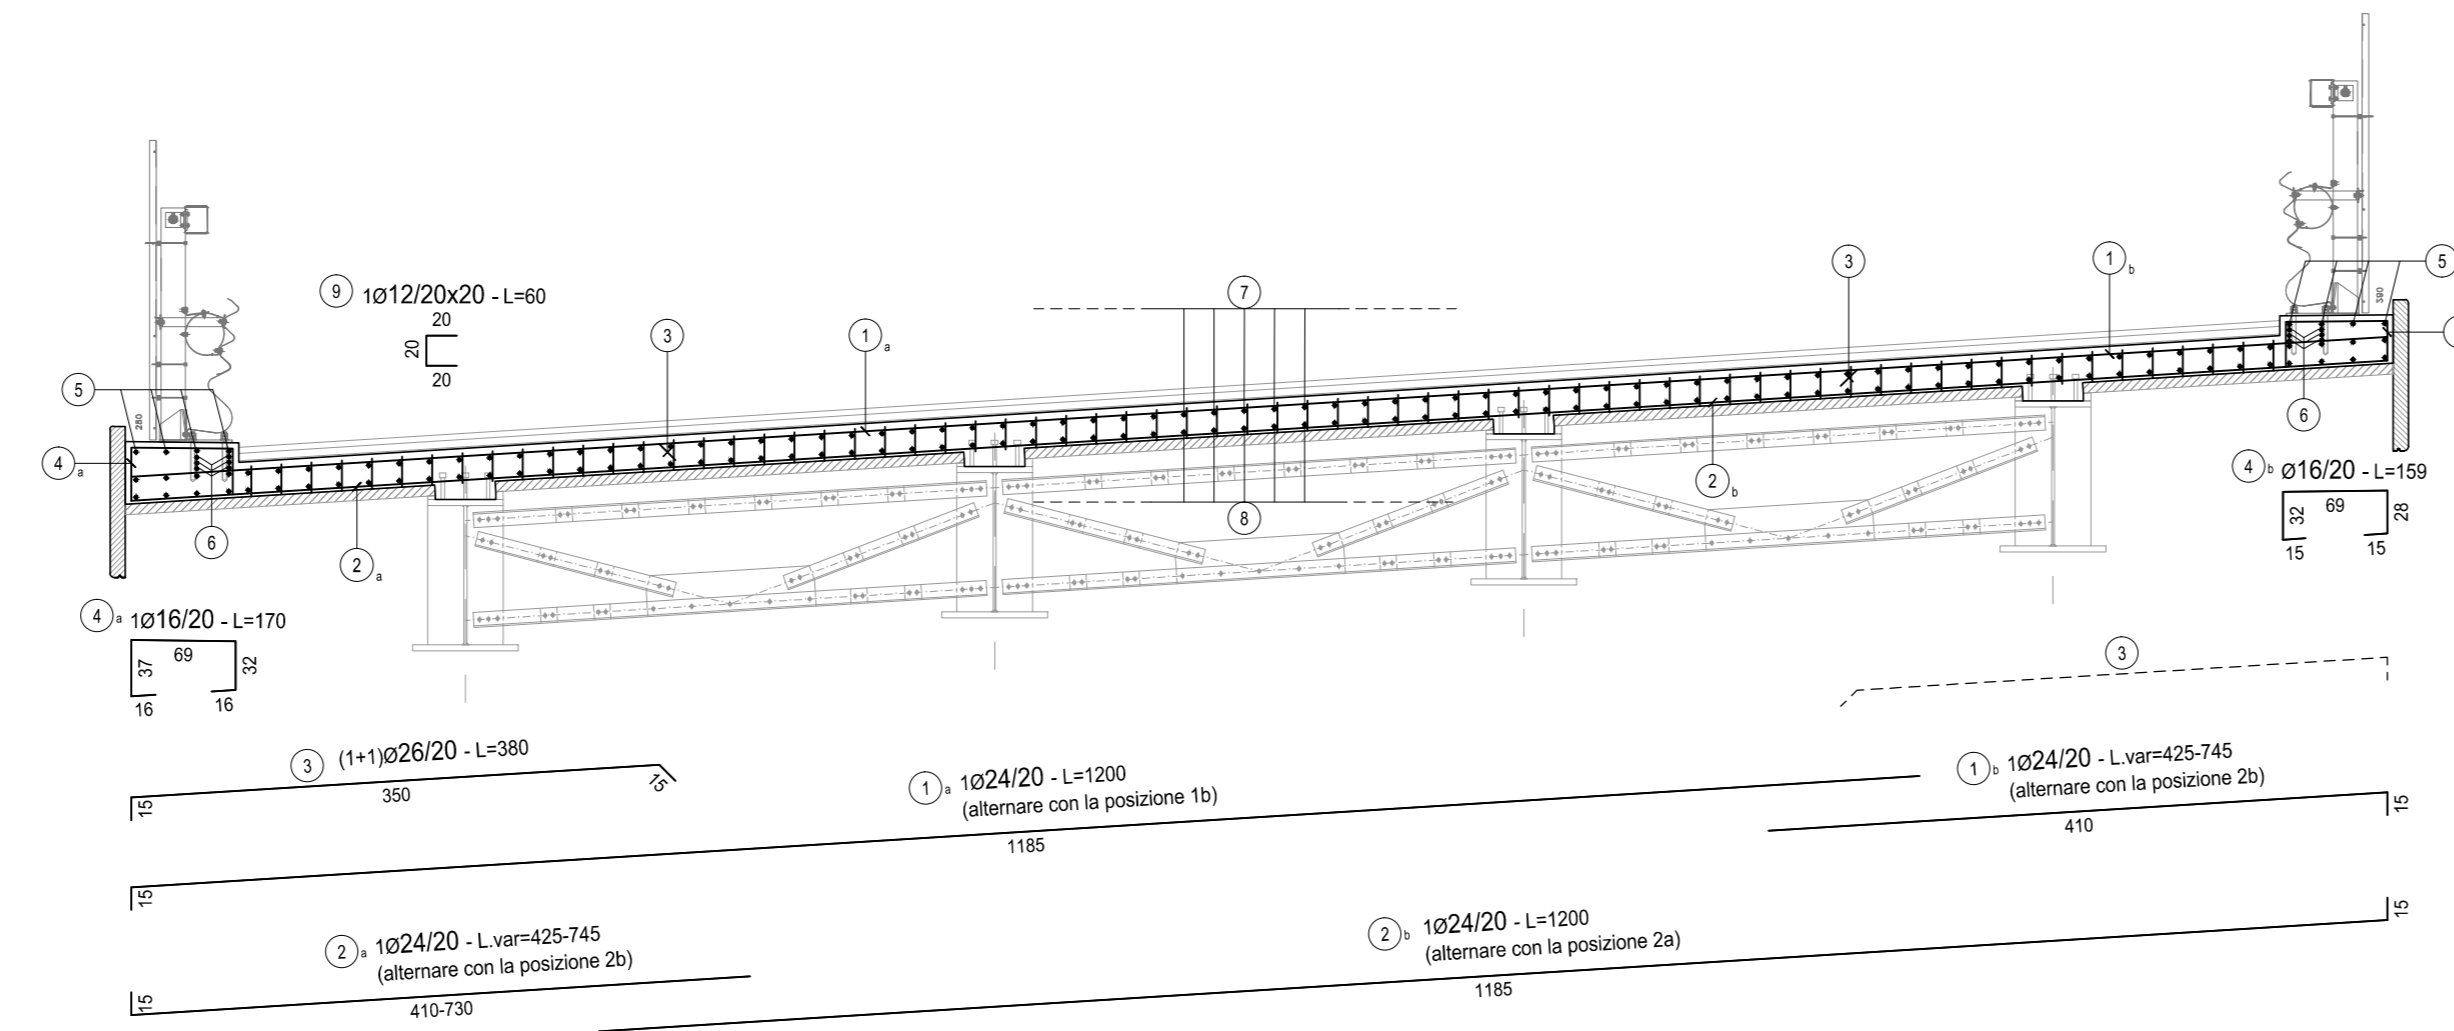 5
280
4 a
6
2 a
9 1Ø12/20x20 - L=60
20
20
20
3
1 a
7
8
3
1 b
2 b
5
290
6
4 b Ø16/20 - L=159
69
32
28
15
15
4 a 1Ø16/20 - L=170
69
37
32
16
16
3
3 (1+1)Ø26/20 - L=380
15
350
15
1 a 1Ø24/20 - L=1200
(alternare con la posizione 1b)
15
1185
1 b 1Ø24/20 - L.var=425-745
(alternare con la posizione 2b)
410
15
2 a 1Ø24/20 - L.var=425-745
(alternare con la posizione 2b)
15
410-730
2 b 1Ø24/20 - L=1200
(alternare con la posizione 2a)
1185
15